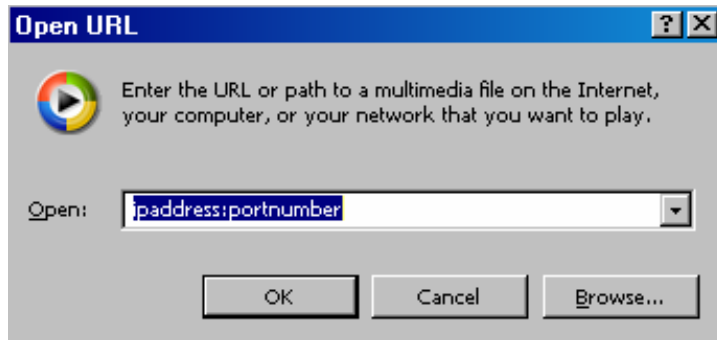 Open URL
Enter the URL or path to a multimedia file on the Internet,
your computer, or your network that you want to play.
Open:
ipaddress:portnumber
OK
Cancel
Browse...